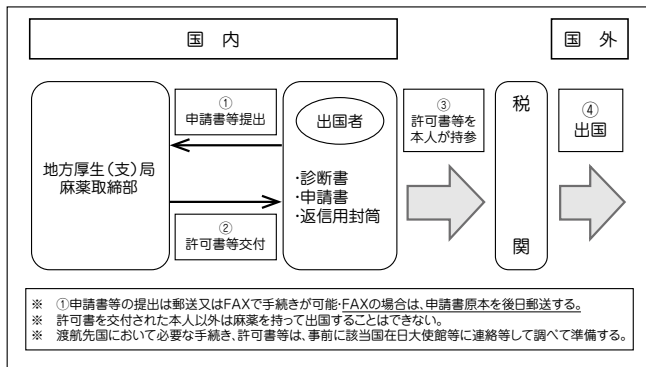 国 内
国 外
地方厚生（支）局
麻薬取締部
①
申請書等提出
②
許可書等交付
出国者
・診断書
・申請書
・返信用封筒
③
許可書等を
本人が持参
税
関
④
出国
※ ①申請書等の提出は郵送又はFAXで手続きが可能・FAXの場合は、申請書原本を後日郵送する。
※ 許可書を交付された本人以外は麻薬を持って出国することはできない。
※ 渡航先国において必要な手続き、許可書等は、事前に該当国在日大使館等に連絡等して調べて準備する。